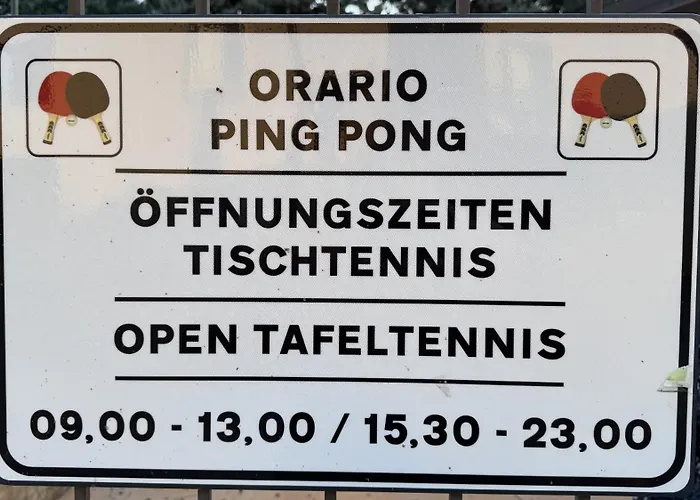 ORARIO
PING PONG
ÖFFNUNGSZEITEN
TISCHTENNIS
OPEN TAFELTENNIS
09,00 - 13,00 / 15,30 - 23,00